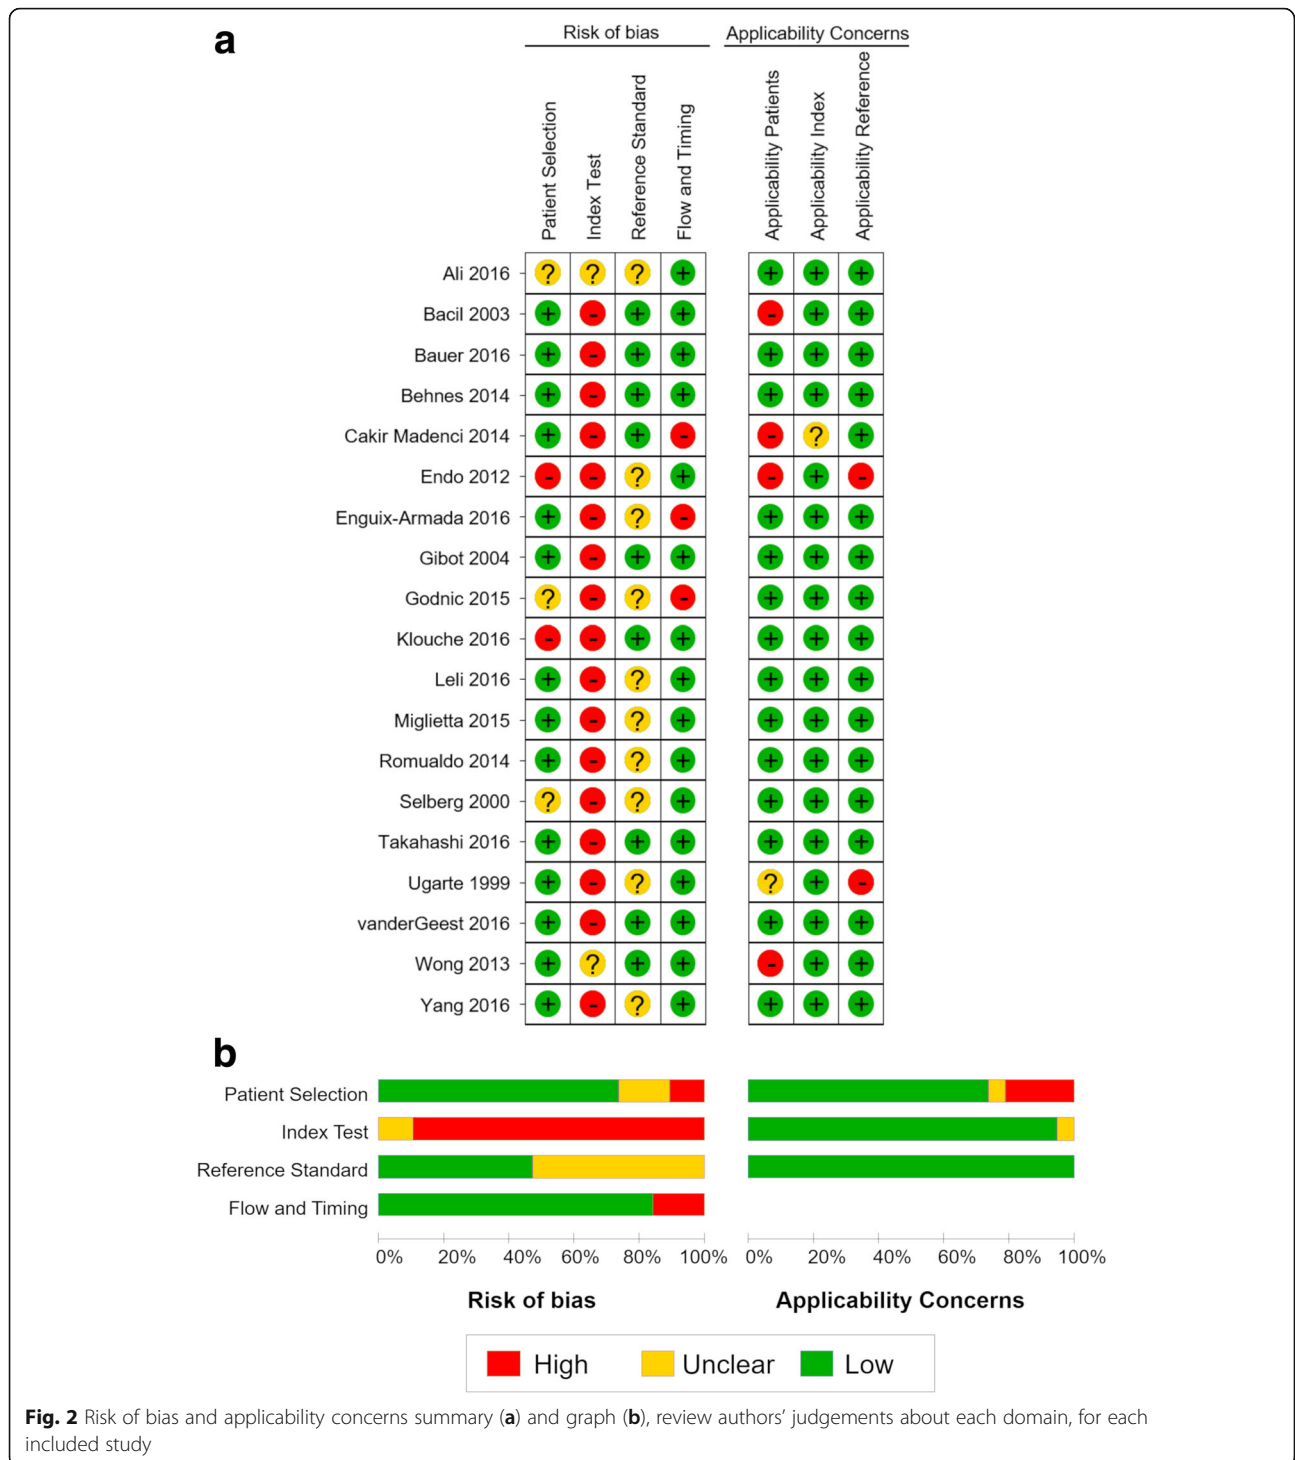 a
Risk of bias
Applicability Concerns
Patient Selection
Index Test
Reference Standard
Flow and Timing
Applicability Patients
Applicability Index
Applicability Reference
Ali 2016 ? ? ? + + + +
Bacil 2003 + - + + - + +
Bauer 2016 + - + + + + +
Behnes 2014 + - + + + + +
Cakir Madenci 2014 + - + - - ? +
Endo 2012 - - ? + - + -
Enguix-Armada 2016 + - ? - + + +
Gibot 2004 + - + + + + +
Godnic 2015 ? - ? - + + +
Klouche 2016 - - + + + + +
Leli 2016 + - ? + + + +
Miglietta 2015 + - ? + + + +
Romualdo 2014 + - ? + + + +
Selberg 2000 ? - ? + + + +
Takahashi 2016 + - + + + + +
Ugarte 1999 + - ? + ? + -
vanderGeest 2016 + - + + + + +
Wong 2013 + ? + + - + +
Yang 2016 + - ? + + + +
b
Patient Selection
Index Test
Reference Standard
Flow and Timing
0% 20% 40% 60% 80% 100%
0% 20% 40% 60% 80% 100%
Risk of bias
Applicability Concerns
High Unclear Low
Fig. 2 Risk of bias and applicability concerns summary (a) and graph (b), review authors' judgements about each domain, for each
included study